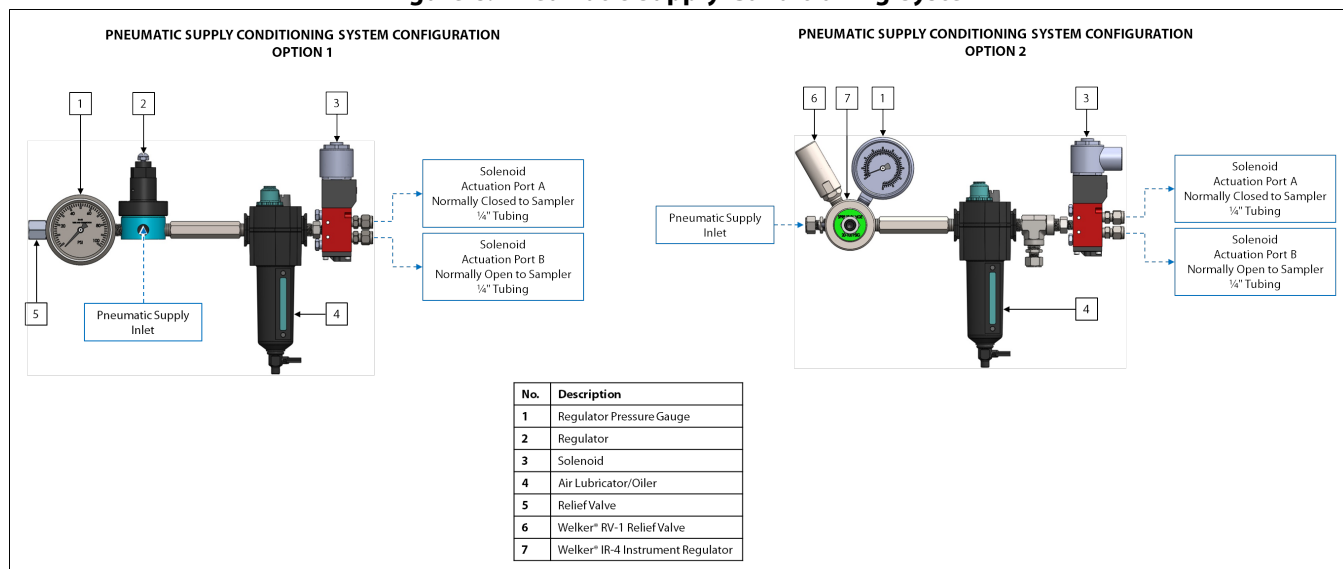 PNEUMATIC SUPPLY CONDITIONING SYSTEM CONFIGURATION
OPTION 1
1
2
3
Solenoid
Actuation Port A
Normally Closed to Sampler
¼" Tubing
Solenoid
Actuation Port B
Normally Open to Sampler
¼" Tubing
5
Pneumatic Supply
Inlet
4
PNEUMATIC SUPPLY CONDITIONING SYSTEM CONFIGURATION
OPTION 2
6
7
1
3
Pneumatic Supply
Inlet
Solenoid
Actuation Port A
Normally Closed to Sampler
¼" Tubing
Solenoid
Actuation Port B
Normally Open to Sampler
¼" Tubing
4
No. Description
1 Regulator Pressure Gauge
2 Regulator
3 Solenoid
4 Air Lubricator/Oiler
5 Relief Valve
6 Welker® RV-1 Relief Valve
7 Welker® IR-4 Instrument Regulator